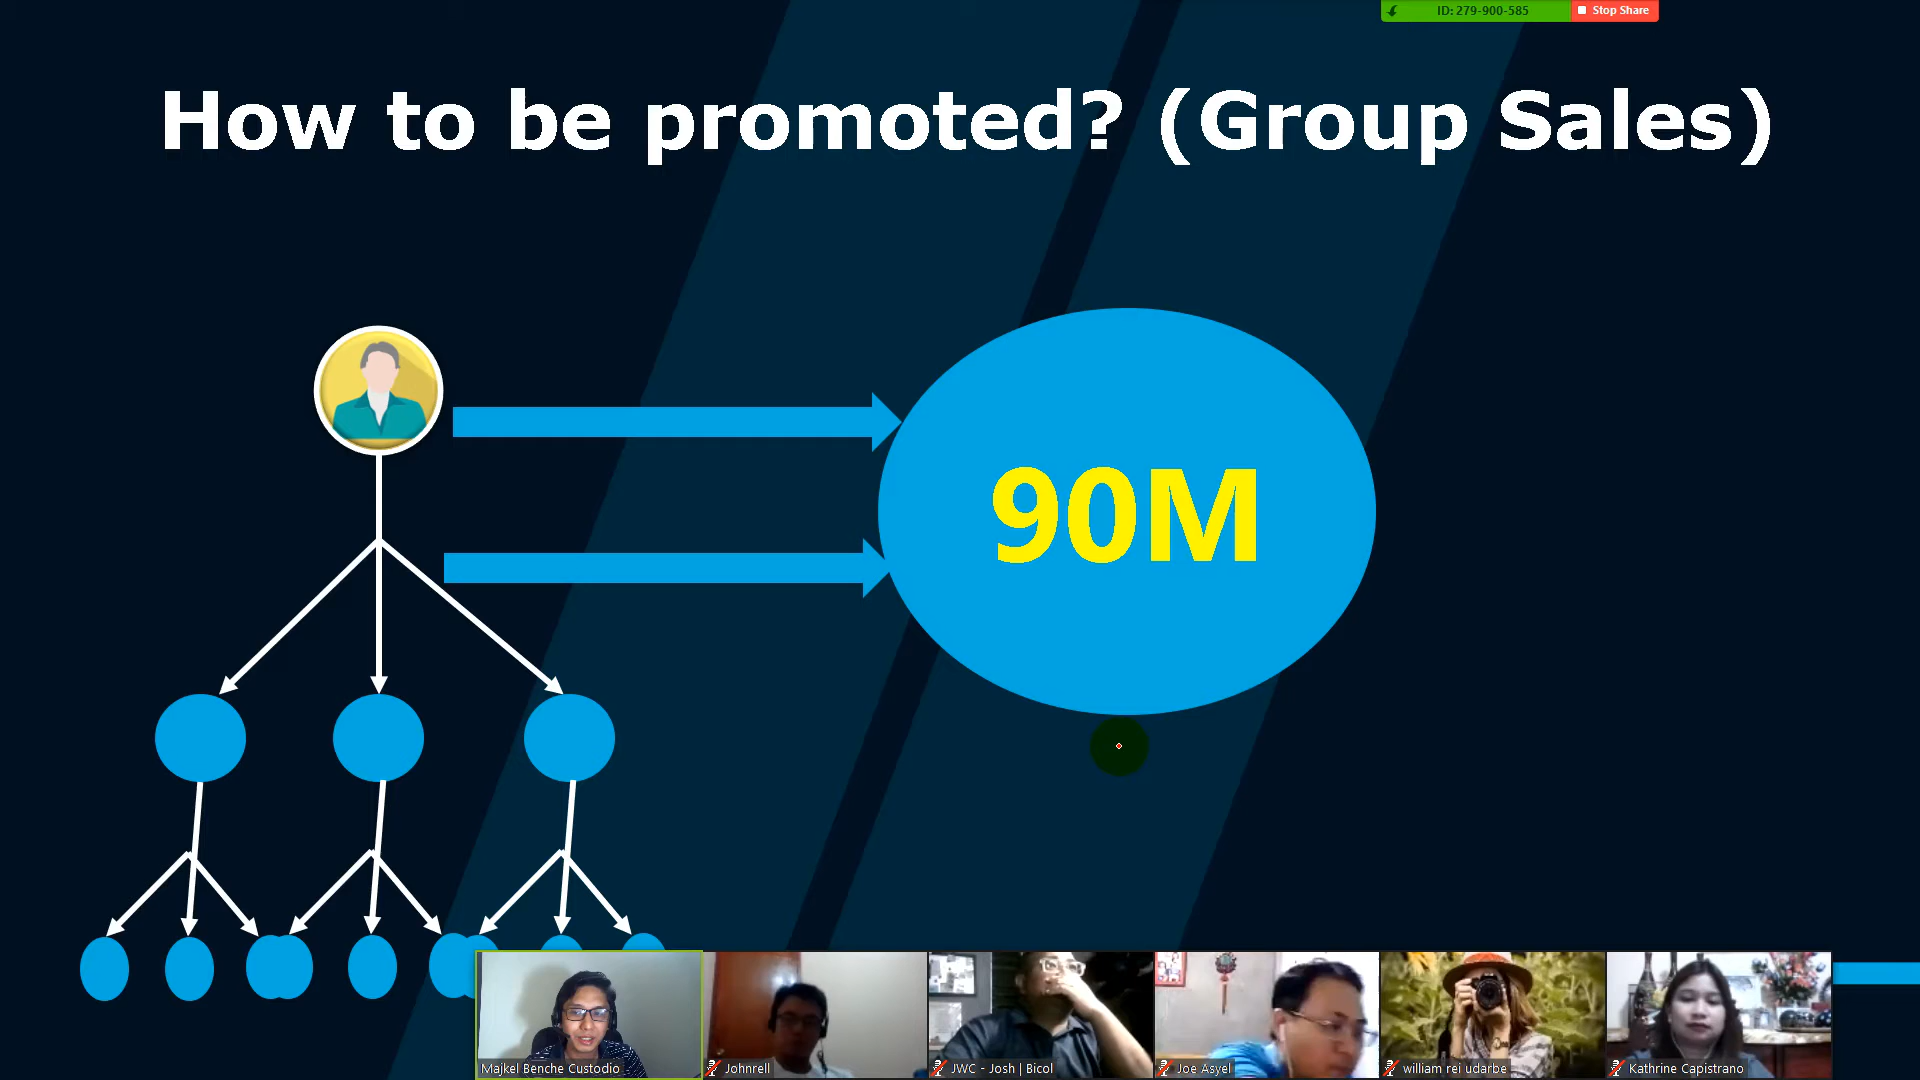 ID: 279-900-585
Stop Share
How to be promoted? (Group Sales)
90M
Majkel Benche Custodio
Johnrell
JWC - Josh | Bicol
Joe Asyel
william rei udarbe
Kathrine Capistrano